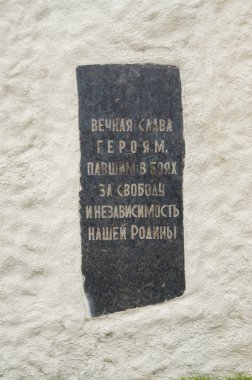 ВЕЧНАЯ СЛАВА
ГЕРОЯМ,
ПАВШИМ В БОЯХ
ЗА СВОБОДУ
И НЕЗАВИСИМОСТЬ
НАШЕЙ РОДИНЫ